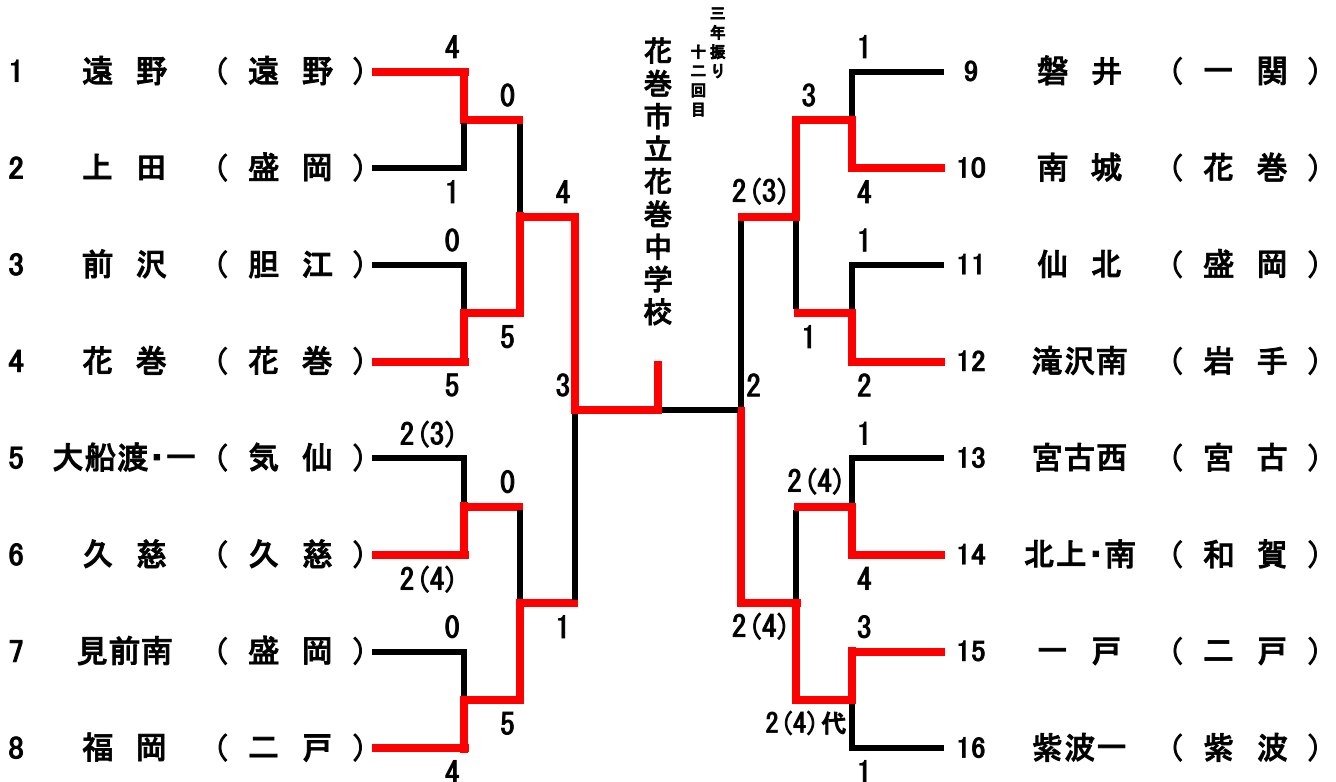 三年振り
十二回目
花巻市立花巻中学校
1 遠野 (遠野) 4
0
2 上田 (盛岡) 1
4
3 前沢 (胆江) 0
5
4 花巻 (花巻) 5
3
5 大船渡・一 (気仙) 2(3)
0
6 久慈 (久慈) 2(4)
1
7 見前南 (盛岡) 0
5
8 福岡 (二戸) 4
1 9 磐井 (一関)
3
4 10 南城 (花巻)
2(3)
1 11 仙北 (盛岡)
1
2 12 滝沢南 (岩手)
2
1 13 宮古西 (宮古)
2(4)
4 14 北上・南 (和賀)
2(4)
3 15 一戸 (二戸)
2(4)代
1 16 紫波一 (紫波)